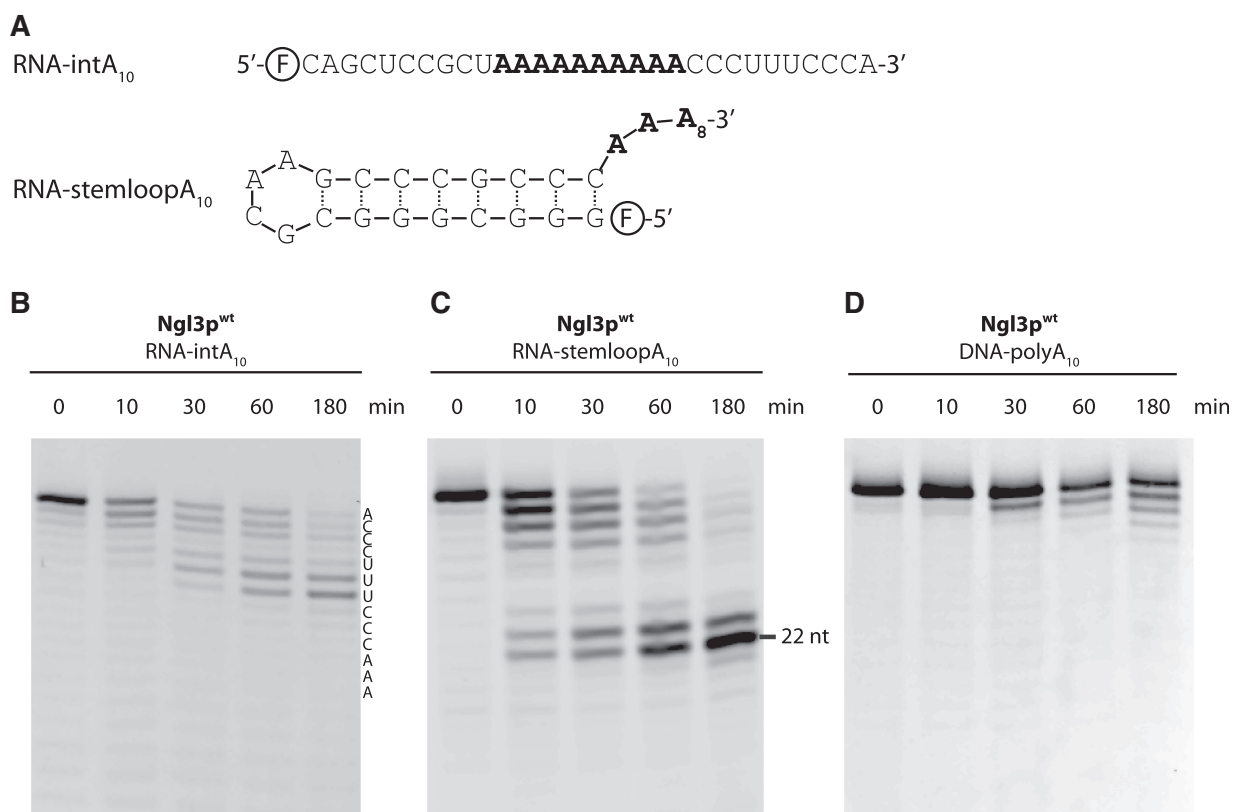 A
RNA-intA10 5′-FCAGCUCCGCUAAAAAAAAAACCCUUUCCCA-3′
A A A8-3′
A A G C C C G C C C
RNA-stemloopA10
C G C G G G C G G G F-5′
B
Ngl3pwt
RNA-intA10
0 10 30 60 180 min
A
C
C
C
U
U
U
C
C
C
A
A
A
C
Ngl3pwt
RNA-stemloopA10
0 10 30 60 180 min
22 nt
D
Ngl3pwt
DNA-polyA10
0 10 30 60 180 min